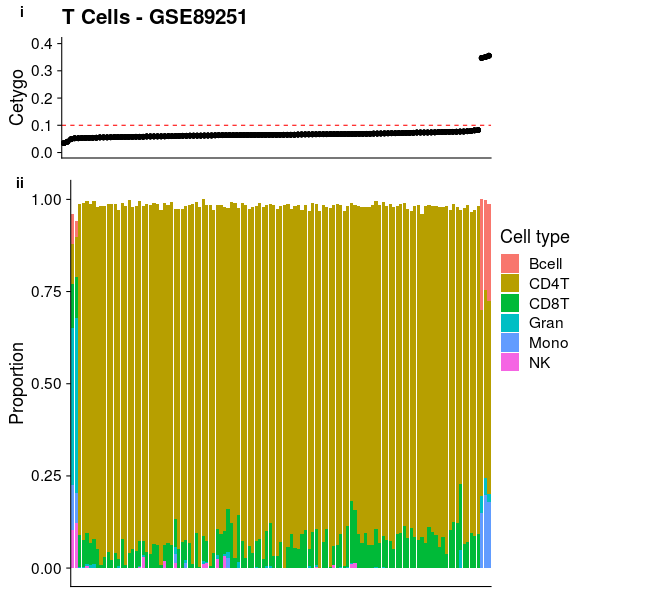 i
T Cells - GSE89251
0.4
0.3
0.2
0.1
0.0
Cetygo
ii
1.00
0.75
0.50
0.25
0.00
Proportion
Cell type
Bcell
CD4T
CD8T
Gran
Mono
NK